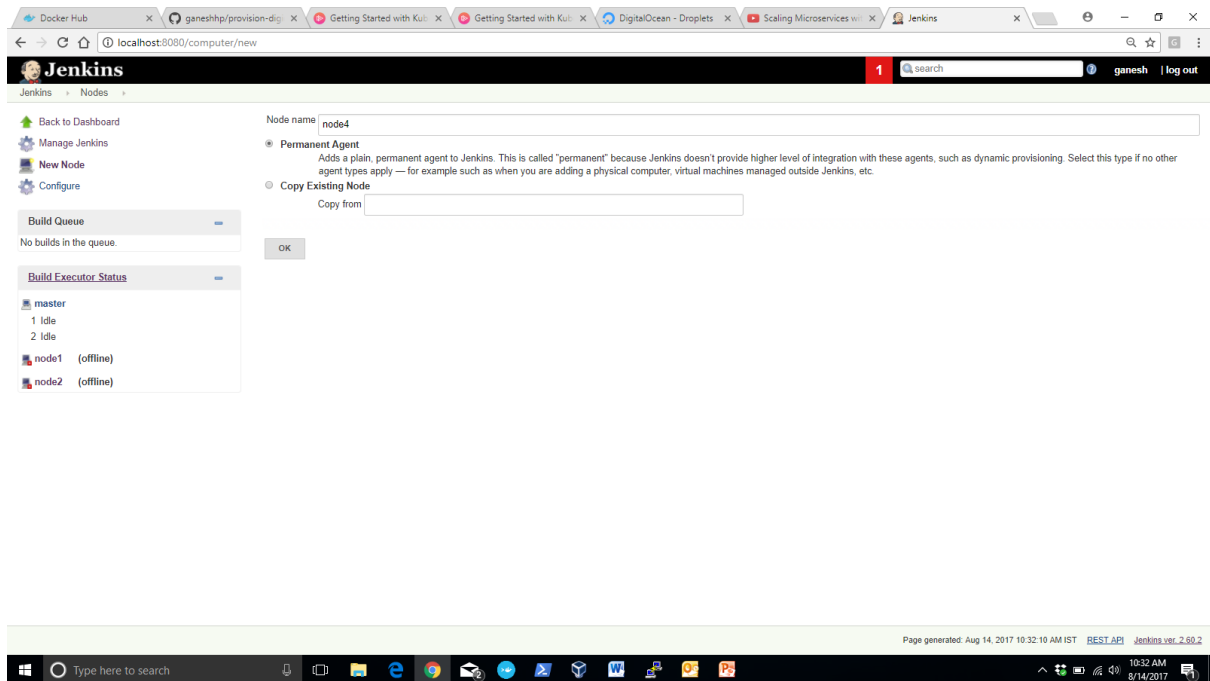 Docker Hub
ganeshhp/provision-dig
Getting Started with Kub
Getting Started with Kub
DigitalOcean - Droplets
Scaling Microservices wit
Jenkins
localhost:8080/computer/new
Jenkins
1
search
ganesh | log out
Jenkins Nodes
Back to Dashboard
Manage Jenkins
New Node
Configure
Build Queue
No builds in the queue.
Build Executor Status
master
1 Idle
2 Idle
node1 (offline)
node2 (offline)
Node name node4
Permanent Agent
Adds a plain, permanent agent to Jenkins. This is called "permanent" because Jenkins doesn't provide higher level of integration with these agents, such as dynamic provisioning. Select this type if no other
agent types apply — for example such as when you are adding a physical computer, virtual machines managed outside Jenkins, etc.
Copy Existing Node
Copy from
OK
Page generated: Aug 14, 2017 10:32:10 AM IST REST API Jenkins ver. 2.60.2
Type here to search
10:32 AM
8/14/2017